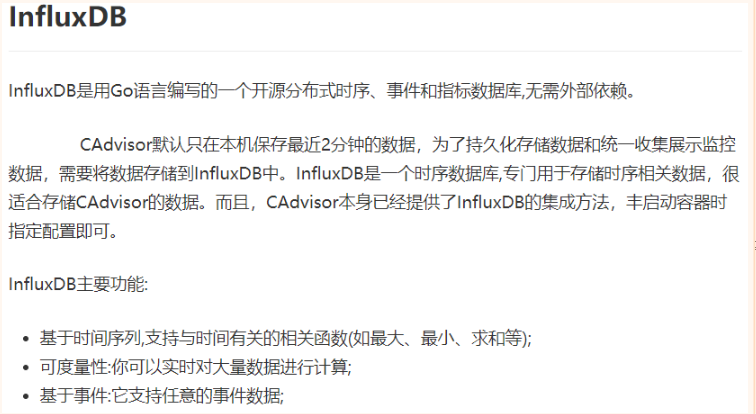 InfluxDB
InfluxDB是用Go语言编写的一个开源分布式时序、事件和指标数据库,无需外部依赖。
CAdvisor默认只在本机保存最近2分钟的数据，为了持久化存储数据和统一收集展示监控
数据，需要将数据存储到InfluxDB中。InfluxDB是一个时序数据库,专门用于存储时序相关数据，很
适合存储CAdvisor的数据。而且，CAdvisor本身已经提供了InfluxDB的集成方法，丰启动容器时
指定配置即可。
InfluxDB主要功能:
• 基于时间序列,支持与时间有关的相关函数(如最大、最小、求和等);
• 可度量性:你可以实时对大量数据进行计算;
• 基于事件:它支持任意的事件数据;